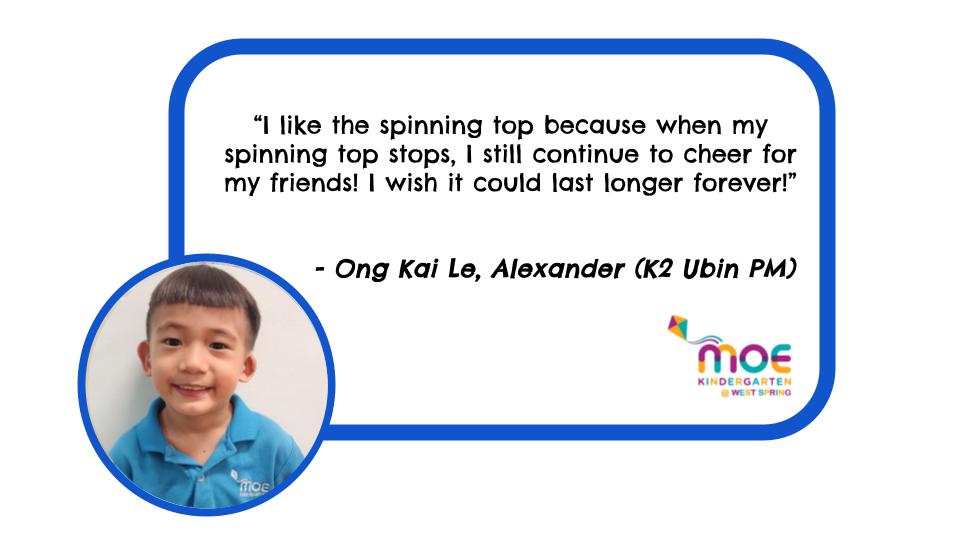 “I like the spinning top because when my
spinning top stops, I still continue to cheer for
my friends! I wish it could last longer forever!”
- Ong Kai Le, Alexander (K2 Ubin PM)
moe
KINDERGARTEN
@ WEST SPRING
moe